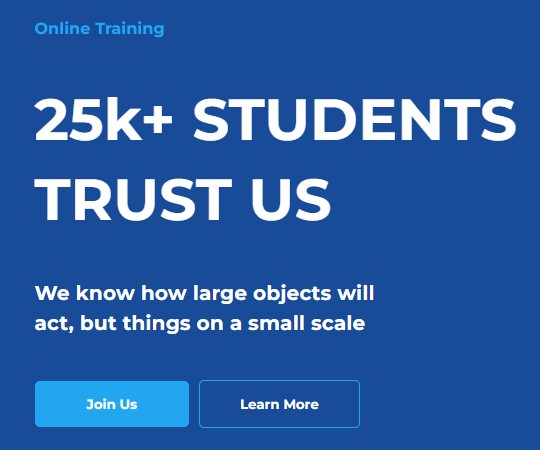 Online Training
25k+ STUDENTS
TRUST US
We know how large objects will
act, but things on a small scale
Join Us
Learn More